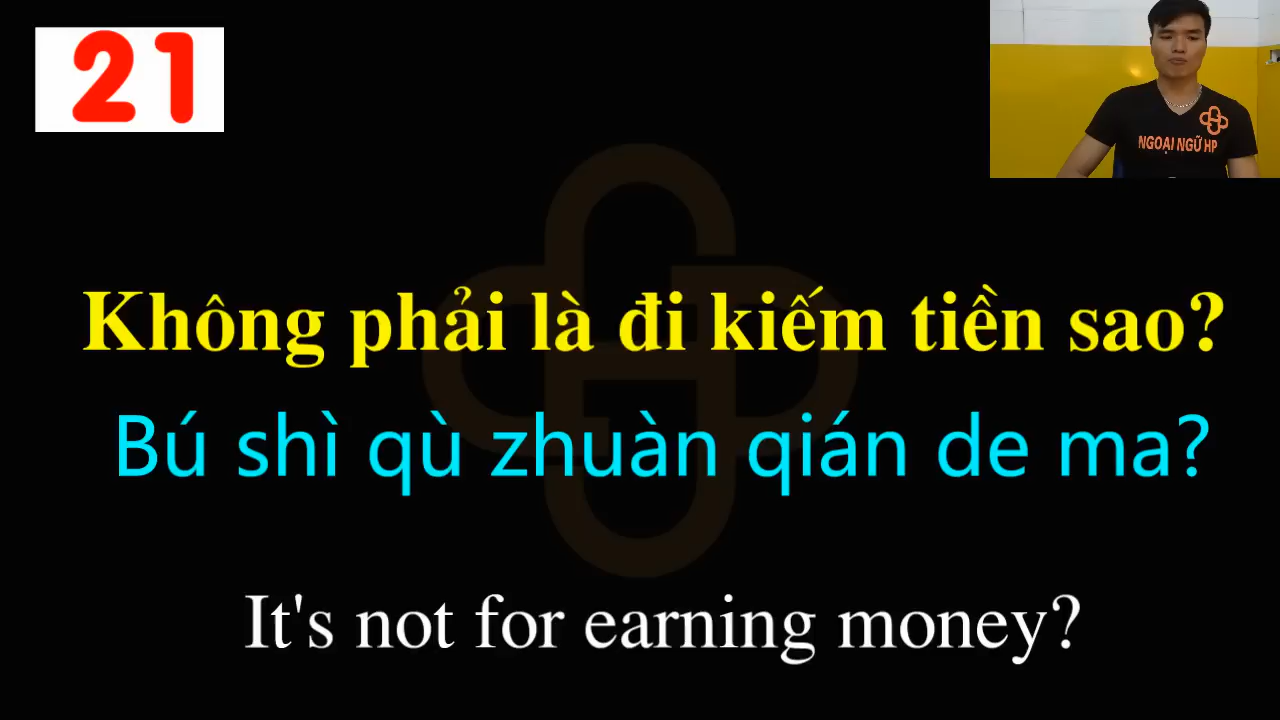 21
NGOẠI NGỮ HP
Không phải là đi kiếm tiền sao?
Bú shì qù zhuàn qián de ma?
It's not for earning money?